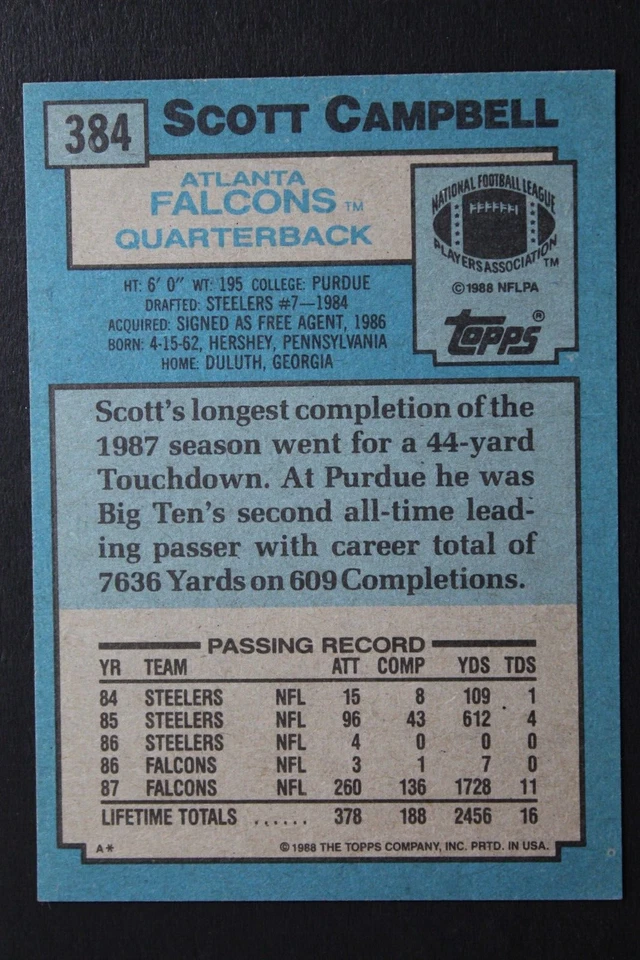 384 SCOTT CAMPBELL
ATLANTA
FALCONS TM
QUARTERBACK
HT: 6' 0" WT: 195 COLLEGE: PURDUE
DRAFTED: STEELERS #7—1984
ACQUIRED: SIGNED AS FREE AGENT, 1986
BORN: 4-15-62, HERSHEY, PENNSYLVANIA
HOME: DULUTH, GEORGIA
NATIONAL FOOTBALL LEAGUE
PLAYERS ASSOCIATION TM
©1988 NFLPA
Topps®
Scott's longest completion of the
1987 season went for a 44-yard
Touchdown. At Purdue he was
Big Ten's second all-time lead-
ing passer with career total of
7636 Yards on 609 Completions.
PASSING RECORD
YR TEAM ATT COMP YDS TDS
84 STEELERS NFL 15 8 109 1
85 STEELERS NFL 96 43 612 4
86 STEELERS NFL 4 0 0 0
86 FALCONS NFL 3 1 7 0
87 FALCONS NFL 260 136 1728 11
LIFETIME TOTALS ...... 378 188 2456 16
A* ©1988 THE TOPPS COMPANY, INC. PRTD. IN USA.